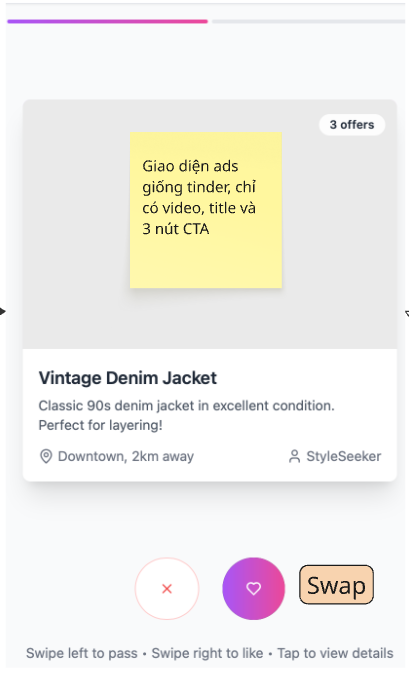 3 offers
Giao diện ads
giống tinder, chỉ
có video, title và
3 nút CTA
Vintage Denim Jacket
Classic 90s denim jacket in excellent condition.
Perfect for layering!
Downtown, 2km away
StyleSeeker
Swap
Swipe left to pass • Swipe right to like • Tap to view details